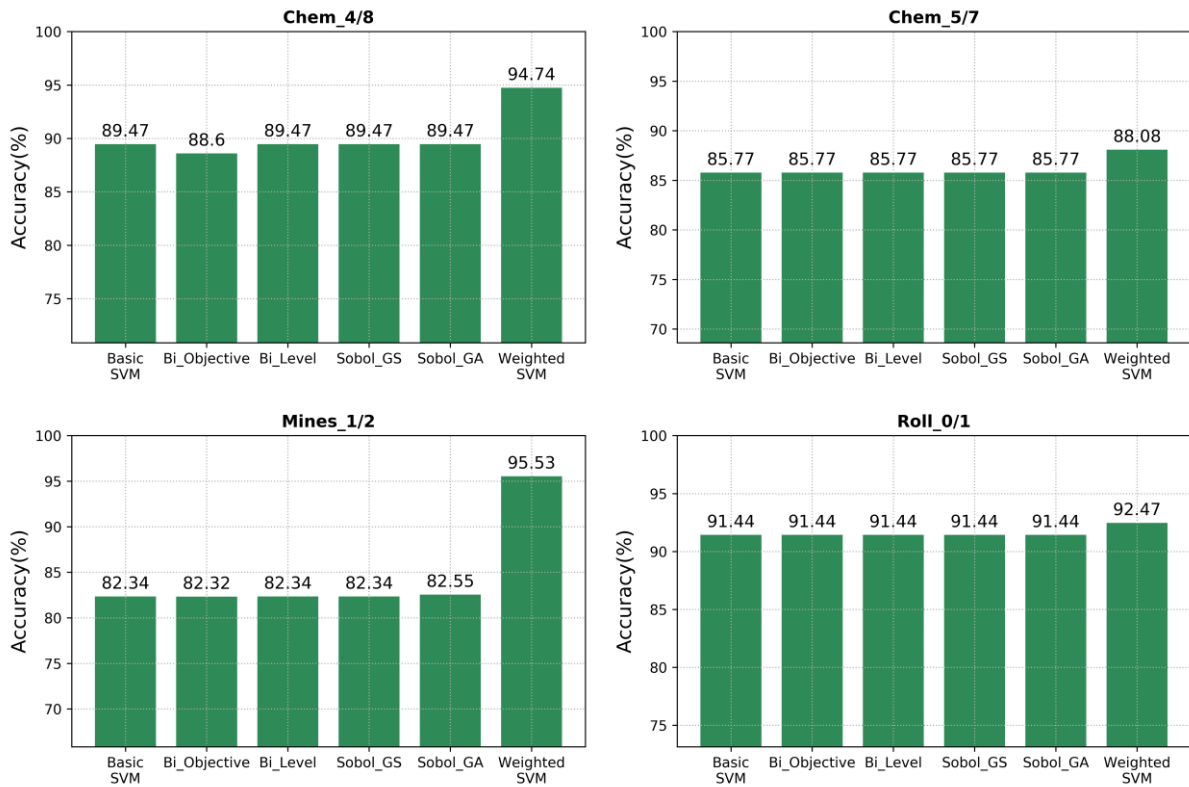 Chem_4/8
Accuracy(%)
100
95
90
85
80
75
89.47
88.6
89.47
89.47
89.47
94.74
Basic
SVM
Bi_Objective
Bi_Level
Sobol_GS
Sobol_GA
Weighted
SVM
Chem_5/7
Accuracy(%)
100
95
90
85
80
75
70
85.77
85.77
85.77
85.77
85.77
88.08
Basic
SVM
Bi_Objective
Bi_Level
Sobol_GS
Sobol_GA
Weighted
SVM
Mines_1/2
Accuracy(%)
100
95
90
85
80
75
70
82.34
82.32
82.34
82.34
82.55
95.53
Basic
SVM
Bi_Objective
Bi_Level
Sobol_GS
Sobol_GA
Weighted
SVM
Roll_0/1
Accuracy(%)
100
95
90
85
80
75
91.44
91.44
91.44
91.44
91.44
92.47
Basic
SVM
Bi_Objective
Bi_Level
Sobol_GS
Sobol_GA
Weighted
SVM